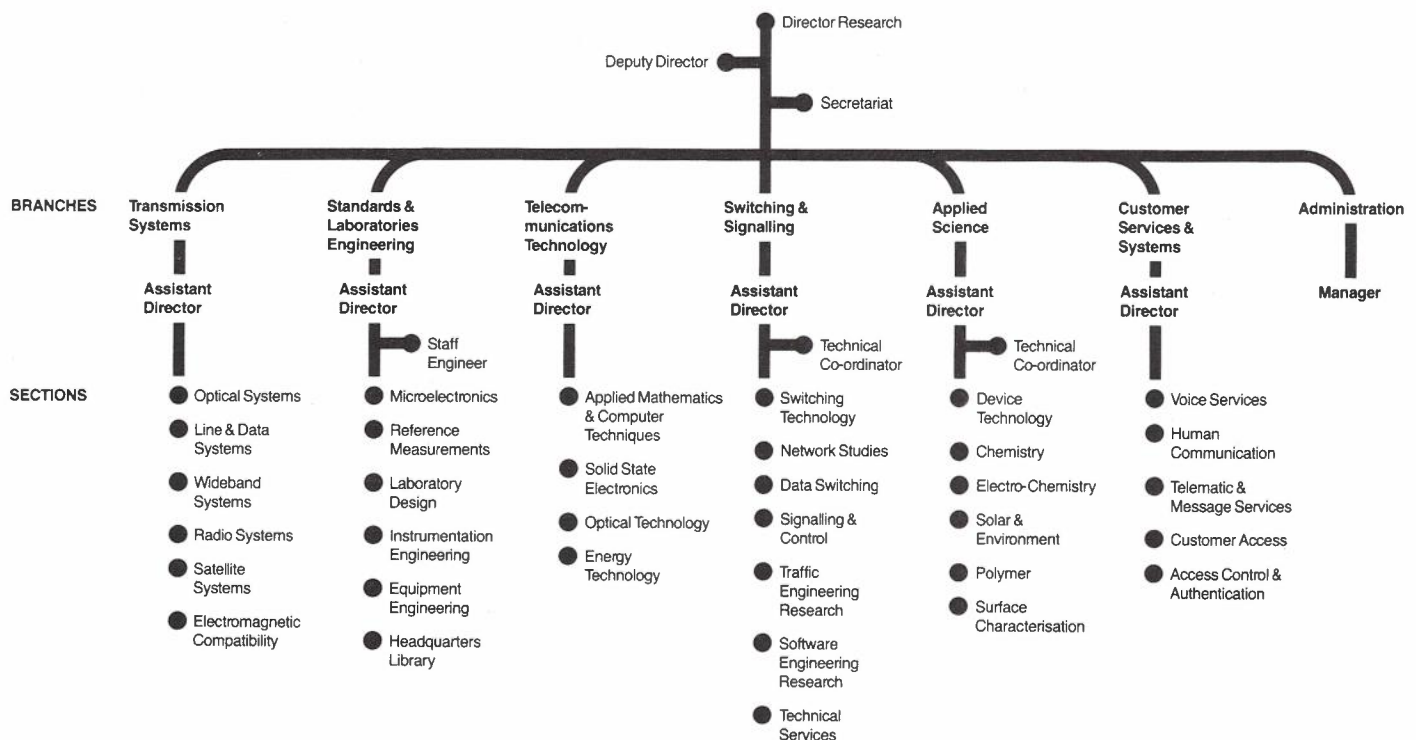 Director Research
Deputy Director
Secretariat
BRANCHES
Transmission
Systems
Standards &
Laboratories
Engineering
Telecom-
munications
Technology
Switching &
Signalling
Applied
Science
Customer
Services &
Systems
Administration
Assistant
Director
Assistant
Director
Assistant
Director
Assistant
Director
Assistant
Director
Assistant
Director
Manager
Staff
Engineer
Technical
Co-ordinator
Technical
Co-ordinator
SECTIONS
Optical Systems
Line & Data
Systems
Wideband
Systems
Radio Systems
Satellite
Systems
Electromagnetic
Compatibility
Microelectronics
Reference
Measurements
Laboratory
Design
Instrumentation
Engineering
Equipment
Engineering
Headquarters
Library
Applied Mathematics
& Computer
Techniques
Solid State
Electronics
Optical Technology
Energy
Technology
Switching
Technology
Network Studies
Data Switching
Signalling &
Control
Traffic
Engineering
Research
Software
Engineering
Research
Technical
Services
Device
Technology
Chemistry
Electro-Chemistry
Solar &
Environment
Polymer
Surface
Characterisation
Voice Services
Human
Communication
Telematic &
Message Services
Customer Access
Access Control &
Authentication